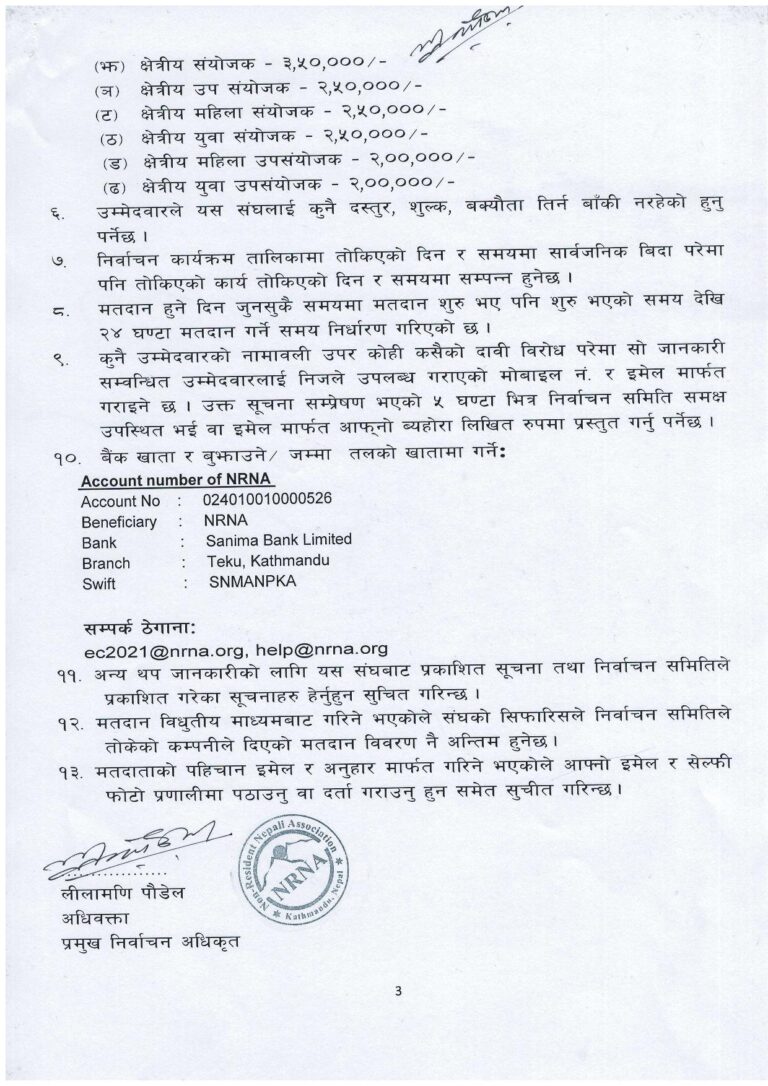 (झ) क्षेत्रीय संयोजक - ३,५०,०००/-
(ञ) क्षेत्रीय उप संयोजक - २,५०,०००/-
(ट) क्षेत्रीय महिला संयोजक - २,५०,०००/-
(ठ) क्षेत्रीय युवा संयोजक - २,५०,०००/-
(ड) क्षेत्रीय महिला उपसंयोजक - २,००,०००/-
(ढ) क्षेत्रीय युवा उपसंयोजक - २,००,०००/-
६. उम्मेदवारले यस संघलाई कुनै दस्तुर, शुल्क, बक्यौता तिर्न बाँकी नरहेको हुनु
पर्नेछ ।
७. निर्वाचन कार्यक्रम तालिकामा तोकिएको दिन र समयमा सार्वजनिक बिदा परेमा
पनि तोकिएको कार्य तोकिएको दिन र समयमा सम्पन्न हुनेछ ।
८. मतदान हुने दिन जुनसुकै समयमा मतदान शुरु भए पनि शुरु भएको समय देखि
२४ घण्टा मतदान गर्ने समय निर्धारण गरिएको छ ।
९. कुनै उम्मेदवारको नामावली उपर कोही कसैको दावी विरोध परेमा सो जानकारी
सम्वन्धित उम्मेदवारलाई निजले उपलब्ध गराएको मोबाइल नं. र इमेल मार्फत
गराइने छ । उक्त सूचना सम्प्रेषण भएको ५ घण्टा भित्र निर्वाचन समिति समक्ष
उपस्थित भई वा इमेल मार्फत आफ्नो ब्यहोरा लिखित रुपमा प्रस्तुत गर्नु पर्नेछ ।
१०. बैंक खाता र बुझाउने/ जम्मा तलको खातामा गर्ने:
Account number of NRNA
Account No : 024010010000526
Beneficiary : NRNA
Bank : Sanima Bank Limited
Branch : Teku, Kathmandu
Swift : SNMANPKA
सम्पर्क ठेगाना:
ec2021@nrna.org, help@nrna.org
११. अन्य थप जानकारीको लागि यस संघबाट प्रकाशित सूचना तथा निर्वाचन समितिले
प्रकाशित गरेका सूचनाहरु हेर्नुहुन सुचित गरिन्छ ।
१२. मतदान विधुतीय माध्यमबाट गरिने भएकोले संघको सिफारिसले निर्वाचन समितिले
तोकेको कम्पनीले दिएको मतदान विवरण नै अन्तिम हुनेछ ।
१३. मतदाताको पहिचान इमेल र अनुहार मार्फत गरिने भएकोले आफ्नो इमेल र सेल्फी
फोटो प्रणालीमा पठाउनु वा दर्ता गराउनु हुन समेत सुचीत गरिन्छ ।
Non-Resident Nepali Association
NRNA
Kathmandu, Nepal
................
लीलामणि पौडेल
अधिवक्ता
प्रमुख निर्वाचन अधिकृत
3